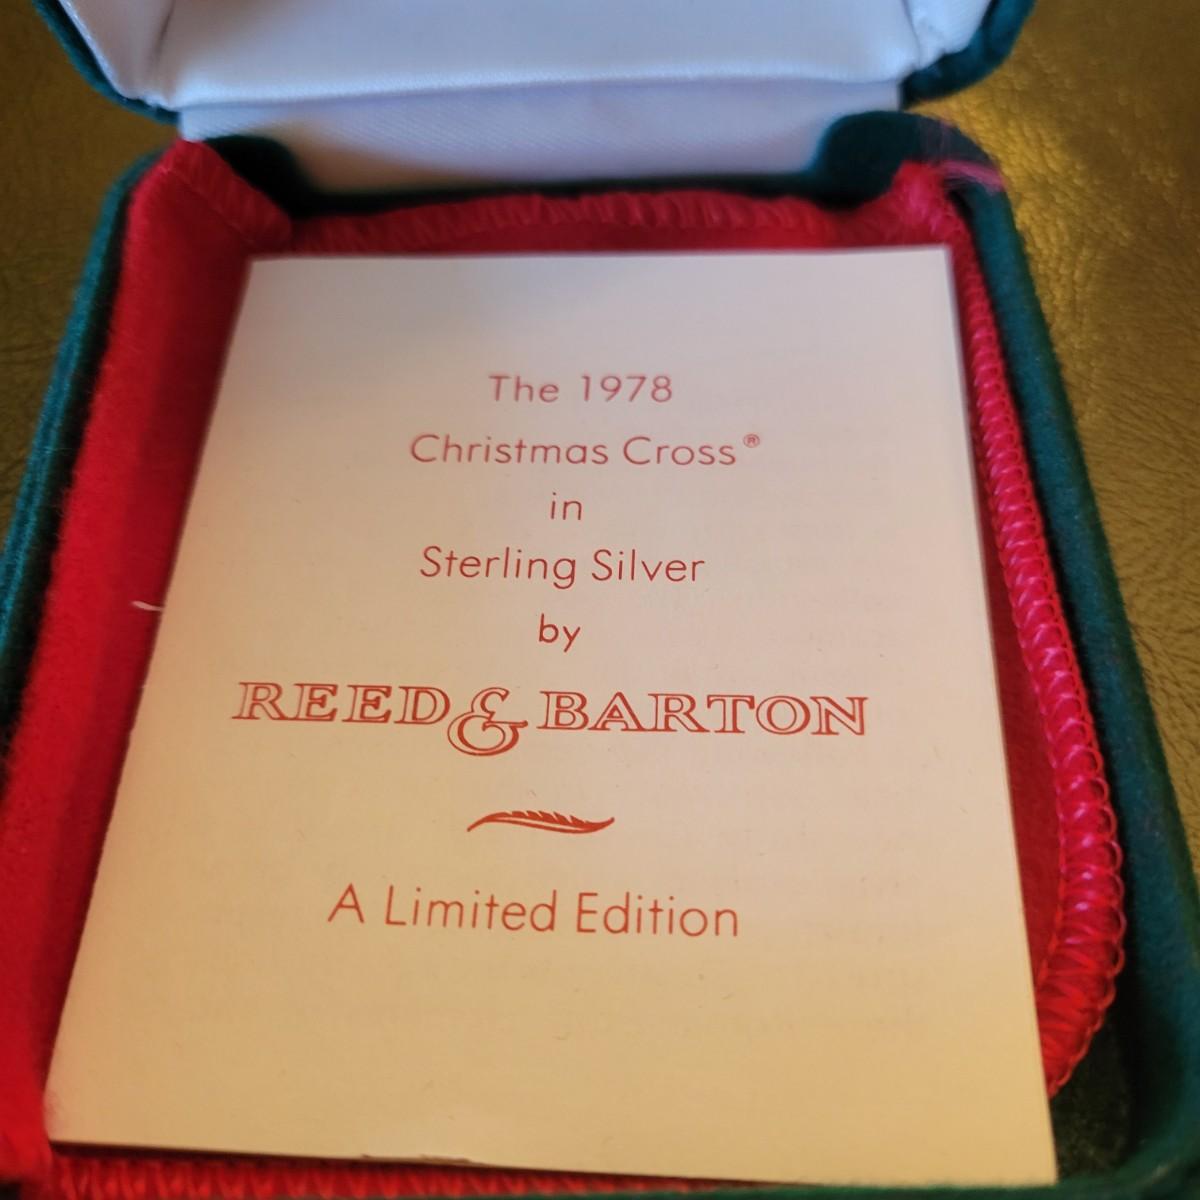 The 1978
Christmas Cross®
in
Sterling Silver
by
REED & BARTON
A Limited Edition